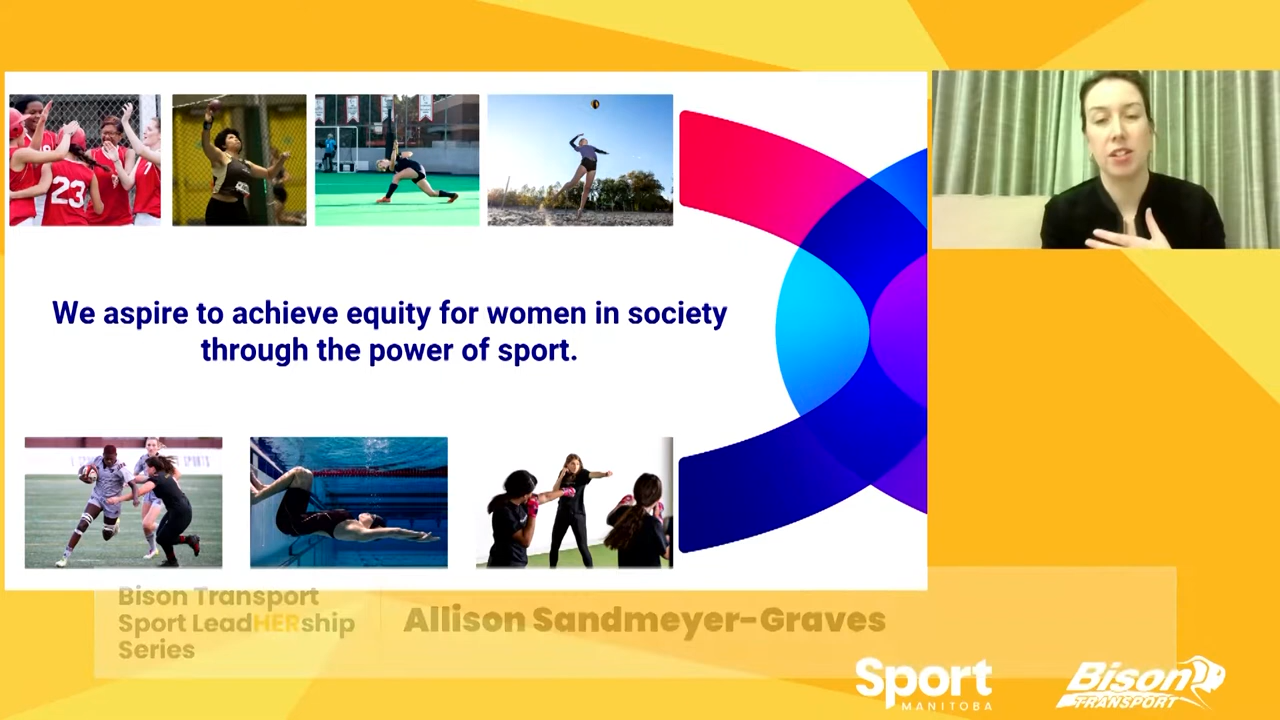 23
We aspire to achieve equity for women in society
through the power of sport.
Bison Transport
Sport LeadHERship
Series
Allison Sandmeyer-Graves
Sport
MANITOBA
Bison
TRANSPORT